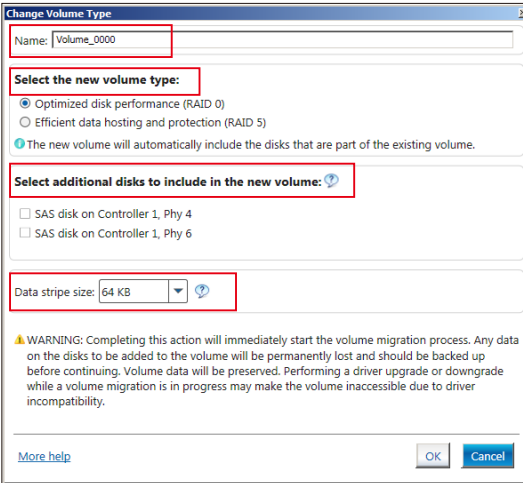 Change Volume Type
Name: Volume_0000
Select the new volume type:
Optimized disk performance (RAID 0)
Efficient data hosting and protection (RAID 5)
The new volume will automatically include the disks that are part of the existing volume.
Select additional disks to include in the new volume:
SAS disk on Controller 1, Phy 4
SAS disk on Controller 1, Phy 6
Data stripe size: 64 KB
WARNING: Completing this action will immediately start the volume migration process. Any data
on the disks to be added to the volume will be permanently lost and should be backed up
before continuing. Volume data will be preserved. Performing a driver upgrade or downgrade
while a volume migration is in progress may make the volume inaccessible due to driver
incompatibility.
More help
OK
Cancel